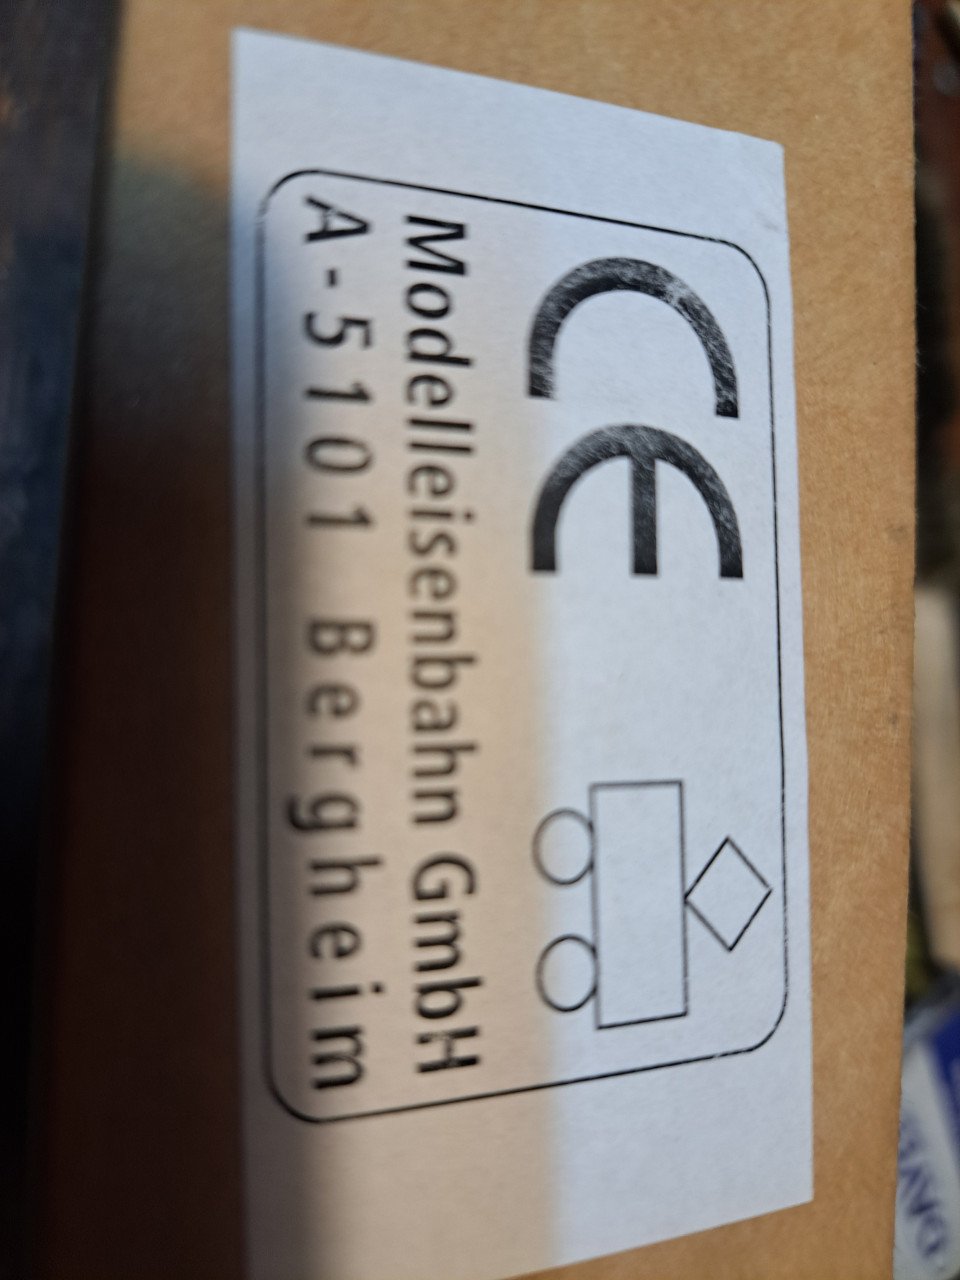 CE
Modelleisenbahn GmbH
A-5101 Bergheim